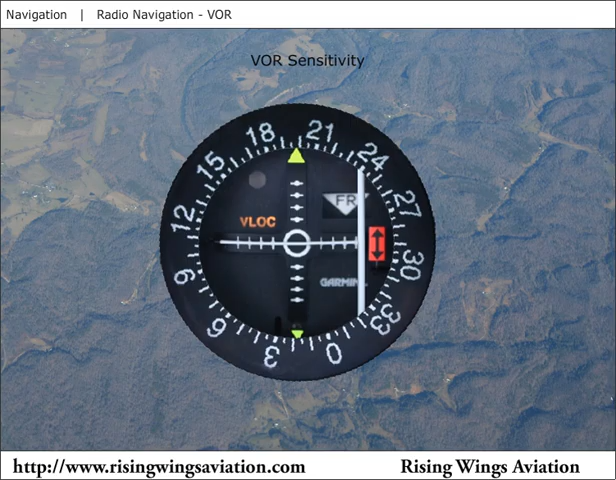 Navigation | Radio Navigation - VOR
VOR Sensitivity
18 21
15 24
FR
12 VLOC 27
9 30
GARMIN
6 33
3 0
http://www.risingwingsaviation.com Rising Wings Aviation